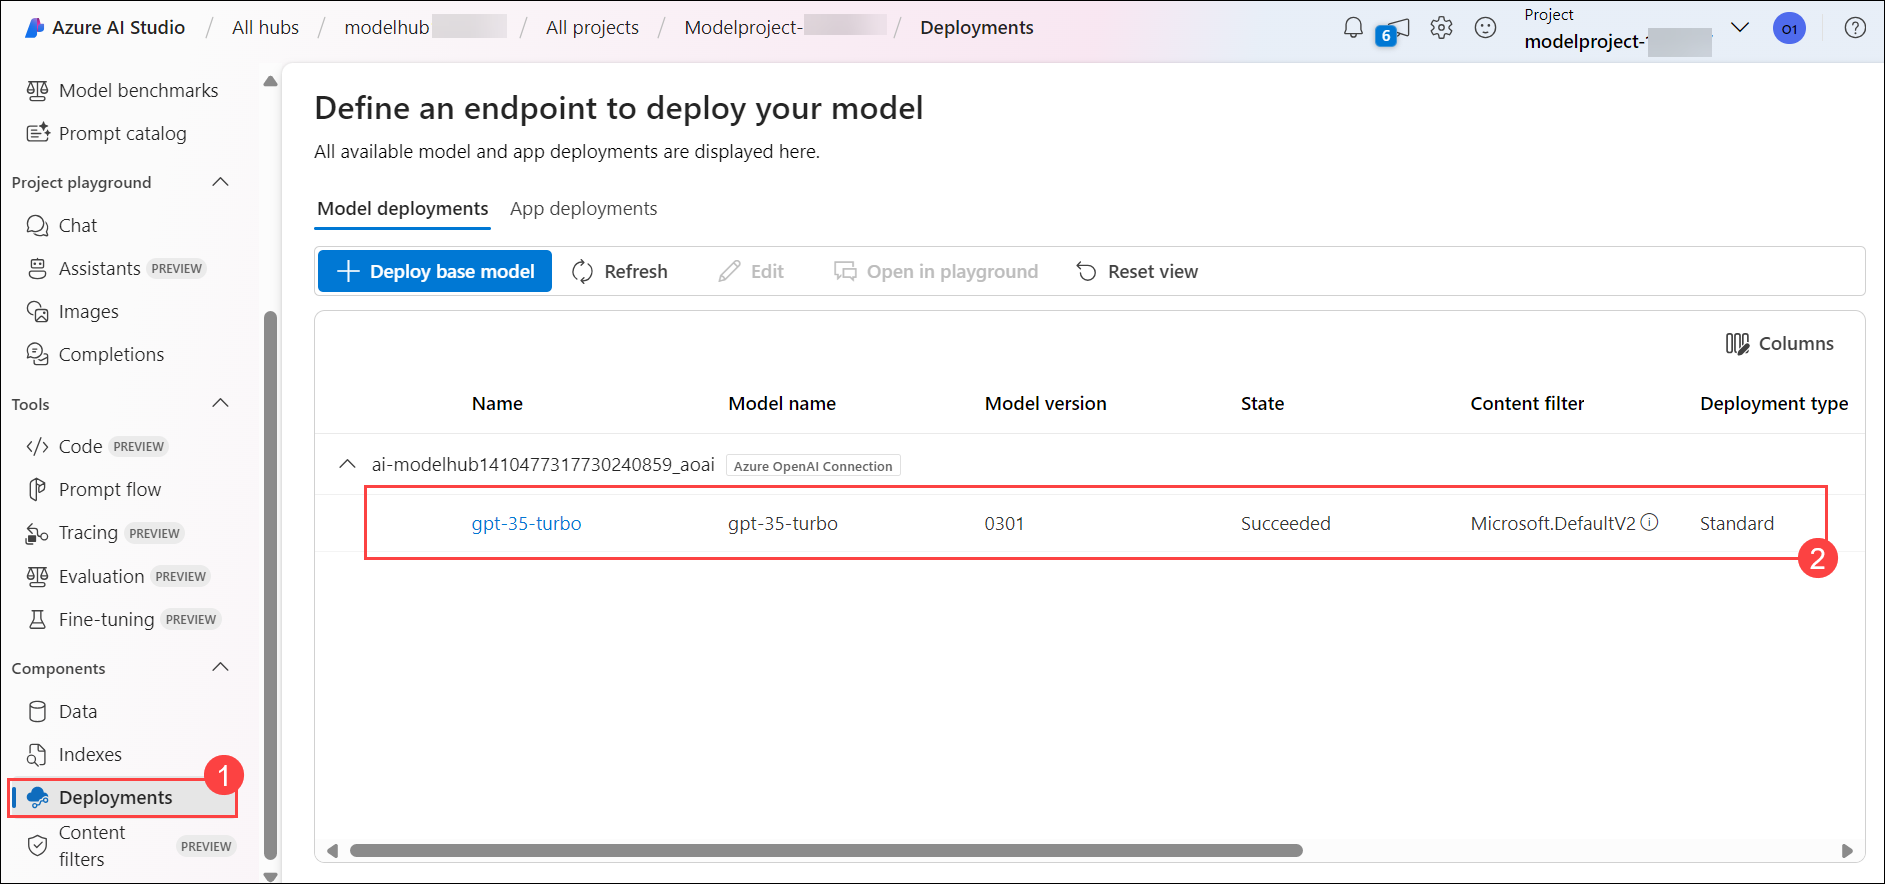 Azure AI Studio / All hubs / modelhub / All projects / Modelproject- / Deployments
6
Project
modelproject-
01
Model benchmarks
Prompt catalog
Project playground
Chat
Assistants PREVIEW
Images
Completions
Tools
Code PREVIEW
Prompt flow
Tracing PREVIEW
Evaluation PREVIEW
Fine-tuning PREVIEW
Components
Data
Indexes
1
Deployments
Content
filters PREVIEW
Define an endpoint to deploy your model
All available model and app deployments are displayed here.
Model deployments App deployments
Deploy base model Refresh Edit Open in playground Reset view
Columns
Name Model name Model version State Content filter Deployment type
ai-modelhub1410477317730240859_aoai Azure OpenAI Connection
gpt-35-turbo gpt-35-turbo 0301 Succeeded Microsoft.DefaultV2 Standard
2